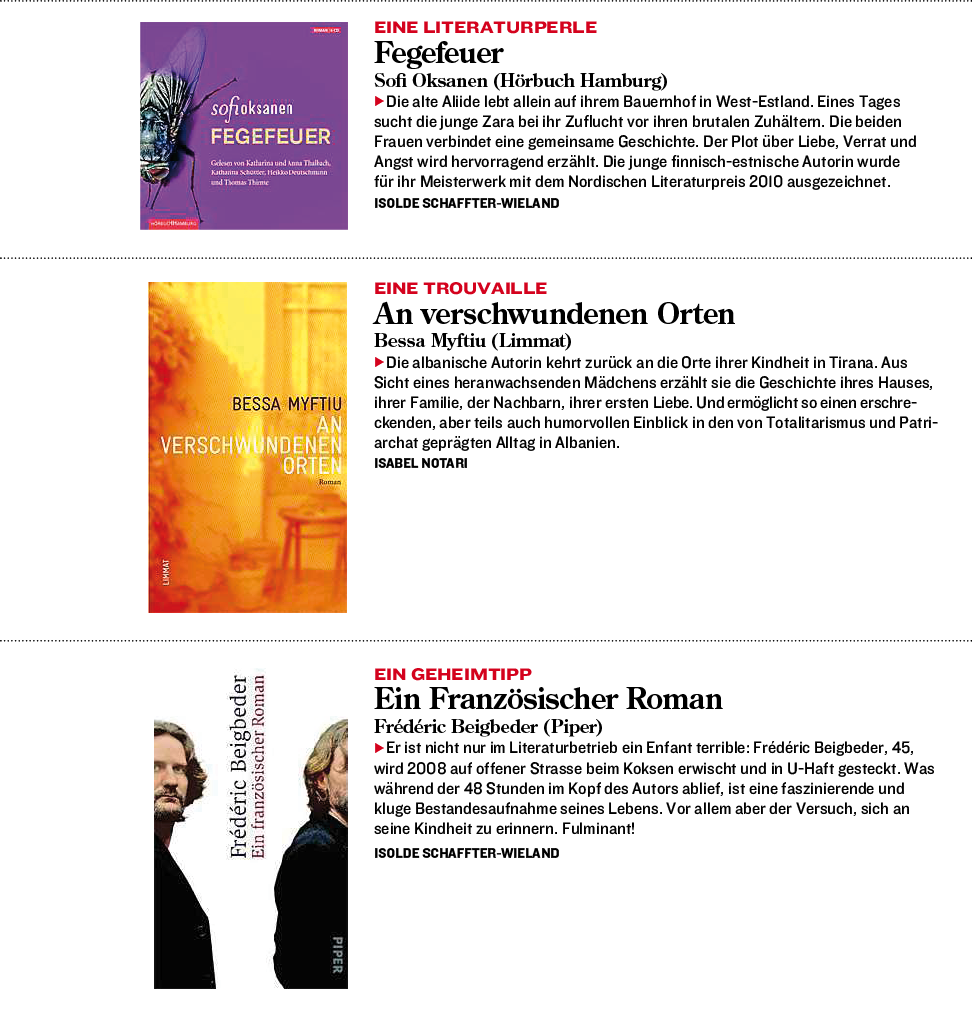 EINE LITERATURPERLE
Fegefeuer
Sofi Oksanen (Hörbuch Hamburg)
▶Die alte Aliide lebt allein auf ihrem Bauernhof in West-Estland. Eines Tages
sucht die junge Zara bei ihr Zuflucht vor ihren brutalen Zuhältern. Die beiden
Frauen verbindet eine gemeinsame Geschichte. Der Plot über Liebe, Verrat und
Angst wird hervorragend erzählt. Die junge finnisch-estnische Autorin wurde
für ihr Meisterwerk mit dem Nordischen Literaturpreis 2010 ausgezeichnet.
ISOLDE SCHAFFTER-WIELAND
sofi oksanen
FEGEFEUER
Gelesen von Katharina und Anna Thalbach,
Katharina Schüttler, Heikko Deutschmann
und Thomas Thieme
HÖRBUCH HAMBURG
EINE TROUVAILLE
An verschwundenen Orten
Bessa Myftiu (Limmat)
▶Die albanische Autorin kehrt zurück an die Orte ihrer Kindheit in Tirana. Aus
Sicht eines heranwachsenden Mädchens erzählt sie die Geschichte ihres Hauses,
ihrer Familie, der Nachbarn, ihrer ersten Liebe. Und ermöglicht so einen erschre-
ckenden, aber teils auch humorvollen Einblick in den von Totalitarismus und Patri-
archat geprägten Alltag in Albanien.
ISABEL NOTARI
BESSA MYFTIU
AN
VERSCHWUNDENEN
ORTEN
Roman
LIMMAT
EIN GEHEIMTIPP
Ein Französischer Roman
Frédéric Beigbeder (Piper)
▶Er ist nicht nur im Literaturbetrieb ein Enfant terrible: Frédéric Beigbeder, 45,
wird 2008 auf offener Strasse beim Koksen erwischt und in U-Haft gesteckt. Was
während der 48 Stunden im Kopf des Autors ablief, ist eine faszinierende und
kluge Bestandesaufnahme seines Lebens. Vor allem aber der Versuch, sich an
seine Kindheit zu erinnern. Fulminant!
ISOLDE SCHAFFTER-WIELAND
Frédéric Beigbeder
Ein französischer Roman
PIPER